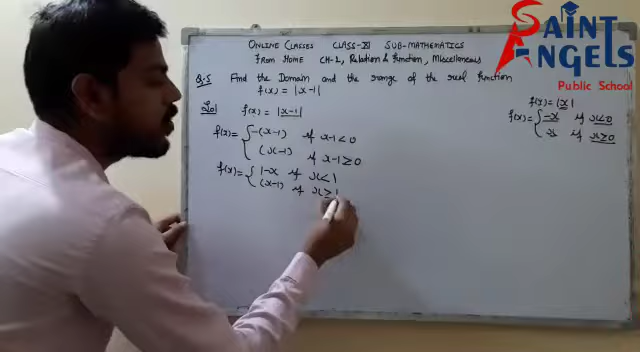 SAINT
ANGELS
Public School
ONLINE CLASSES CLASS-XI SUB-MATHEMATICS
FROM HOME CH-2, Relation & function, Miscellaneous
Q.5 Find the Domain and the range of the real function
f(x) = |x-1|
Sol f(x) = |x-1|
f(x) = { -(x-1) if x-1<0
(x-1) if x-1≥0
f(x) = { 1-x if x<1
(x-1) if x≥1
f(x) = |x|
f(x) = { -x if x<0
x if x≥0